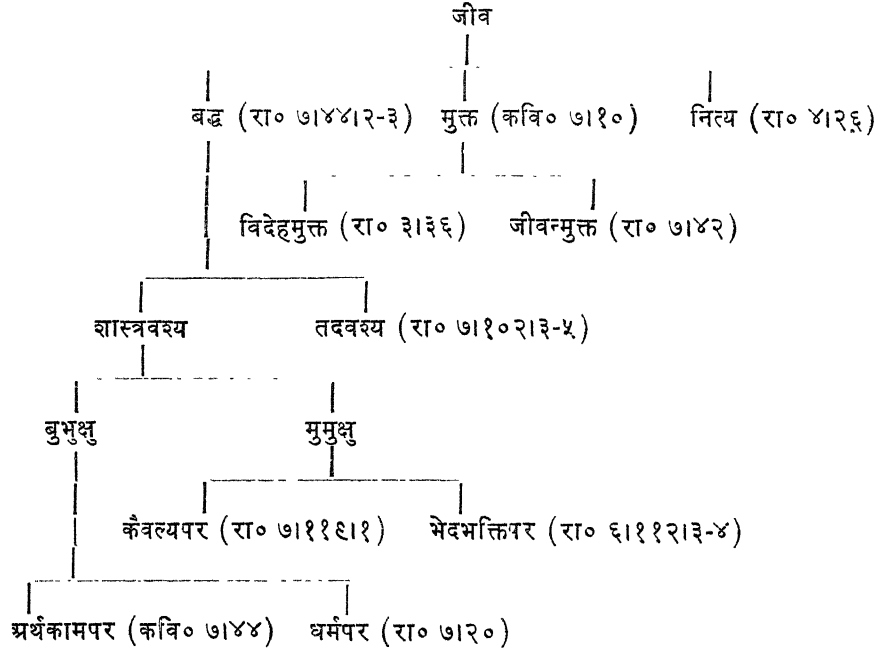 जीव
बद्ध (रा० ७।४४।२-३) मुक्त (कवि० ७।१०) नित्य (रा० ४।२६)
विदेहमुक्त (रा० ३।३६) जीवन्मुक्त (रा० ७।४२)
शास्त्रवश्य तदवश्य (रा० ७।१०२।३-५)
बुभुक्षु मुमुक्षु
कैवल्यपर (रा० ७।११९।१) भेदभक्तिपर (रा० ६।११२।३-४)
अर्थकामपर (कवि० ७।४४) धर्मपर (रा० ७।२०)